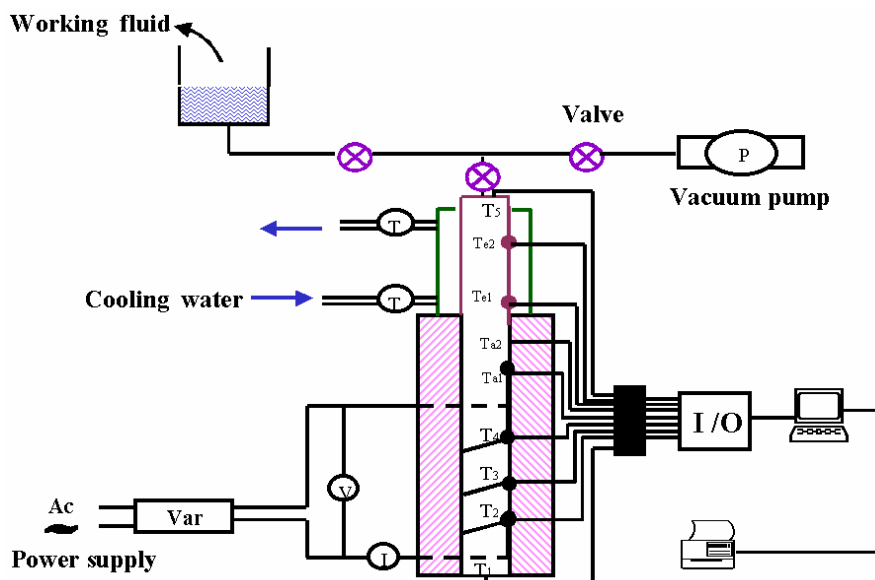 Working fluid
Valve
P
Vacuum pump
T
T5
Te2
Cooling water
T
Te1
Ta2
Ta1
I/O
T4
T3
V
Ac
Var
T2
Power supply
I
T1